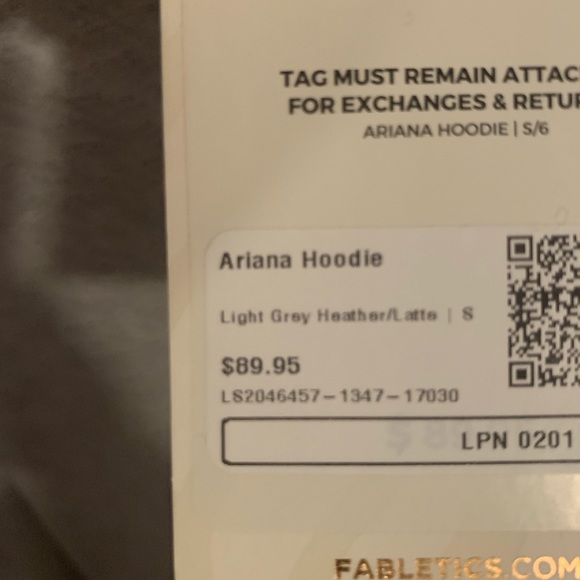 TAG MUST REMAIN ATTAC
FOR EXCHANGES & RETUR
ARIANA HOODIE | S/6
Ariana Hoodie
Light Grey Heather/Latte | S
$89.95
LS2046457-1347-17030
LPN 0201
FABLETICS.COM